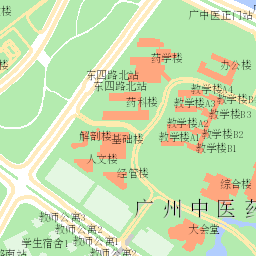 广中医正门站
楼
药学楼
办公楼
东四路北站
东四路北站
教学楼A4
药利楼
教学楼A3
教学楼B
教学楼B3
教学楼A2
解剖楼
基础楼
教学楼A1
教学楼B2
教学楼B1
人文楼
经管楼
综合楼
广州中医药
教师公寓3
教师公寓2
大会堂
学生宿舍1
教师公寓1
南站